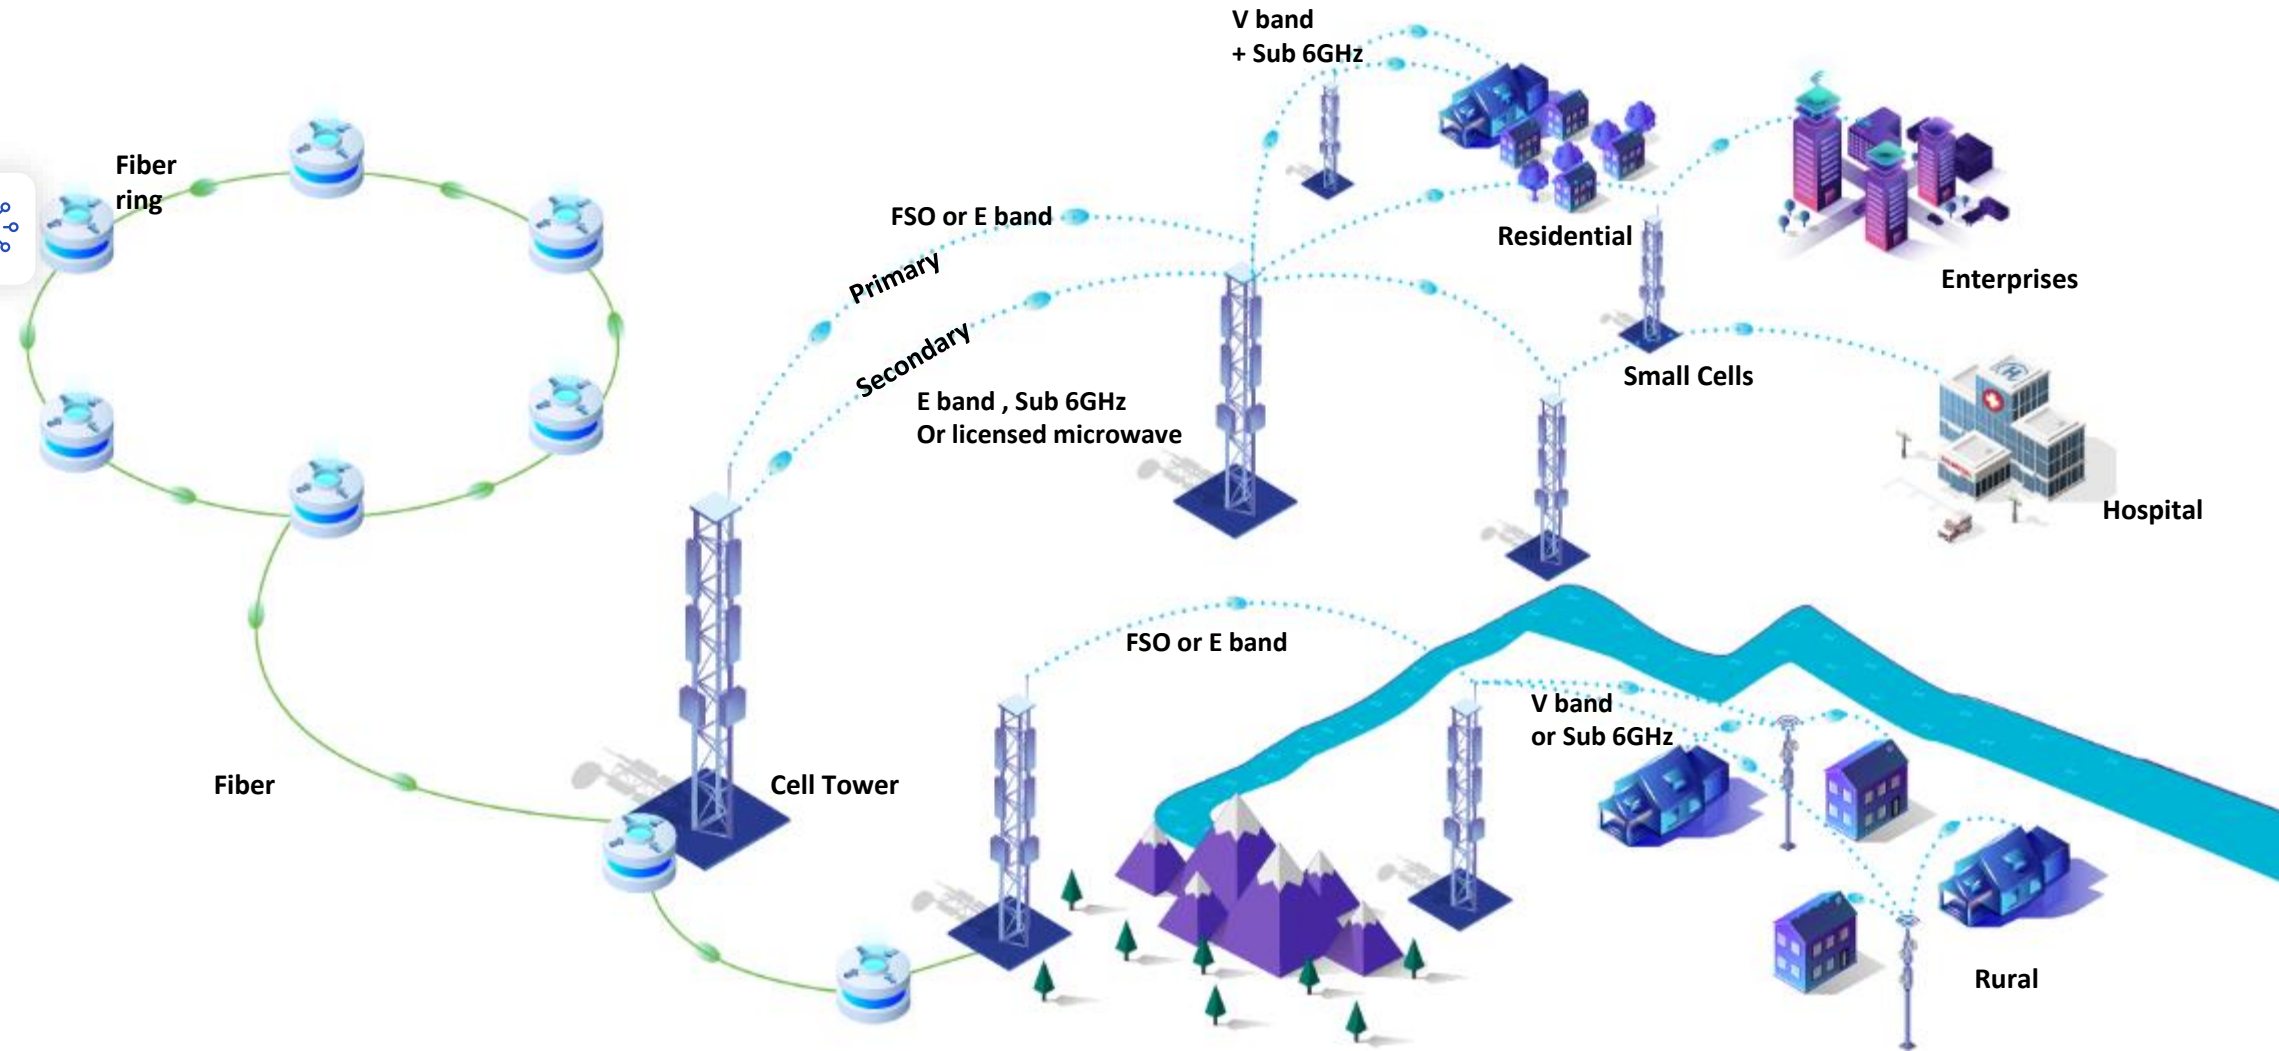 V band
+ Sub 6GHz
Fiber
ring
FSO or E band
Primary
Residential
Enterprises
Secondary
Small Cells
E band , Sub 6GHz
Or licensed microwave
Hospital
FSO or E band
V band
or Sub 6GHz
Fiber
Cell Tower
Rural